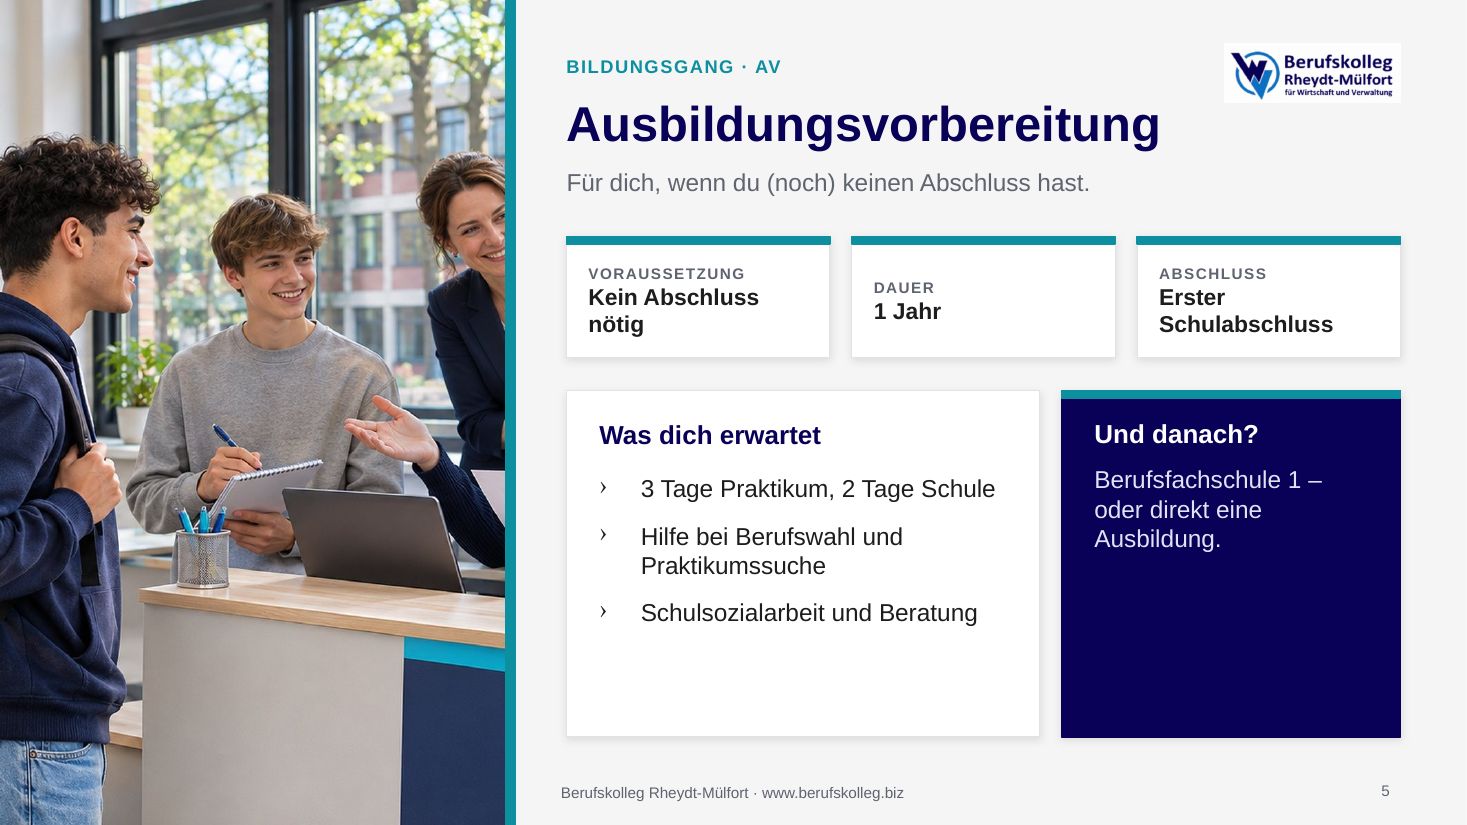 BILDUNGSGANG · AV
Berufskolleg
Rheydt-Mülfort
für Wirtschaft und Verwaltung
Ausbildungsvorbereitung
Für dich, wenn du (noch) keinen Abschluss hast.
VORAUSSETZUNG
Kein Abschluss
nötig
DAUER
1 Jahr
ABSCHLUSS
Erster
Schulabschluss
Was dich erwartet
› 3 Tage Praktikum, 2 Tage Schule
› Hilfe bei Berufswahl und
Praktikumssuche
› Schulsozialarbeit und Beratung
Und danach?
Berufsfachschule 1 –
oder direkt eine
Ausbildung.
Berufskolleg Rheydt-Mülfort · www.berufskolleg.biz
5